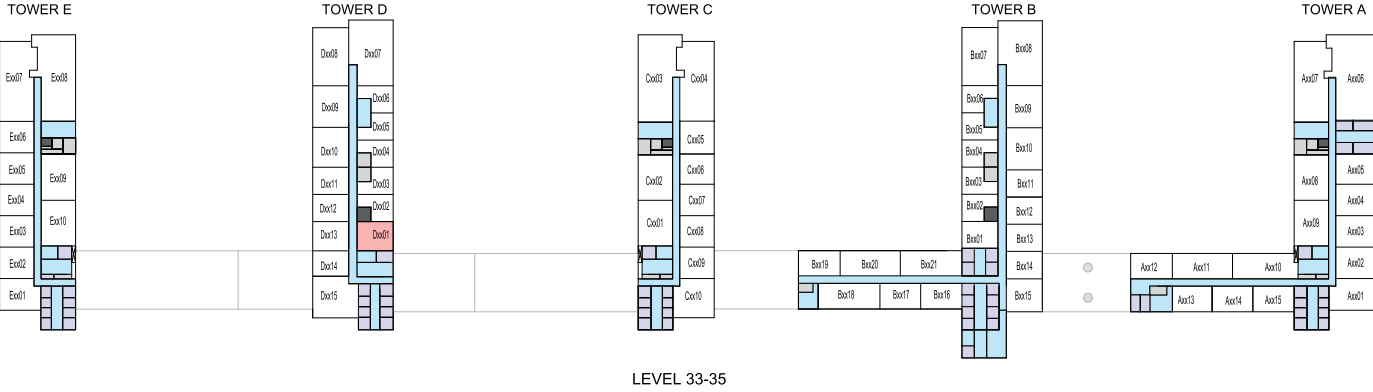 TOWER E
TOWER D
TOWER C
TOWER B
TOWER A
Exx07
Exx08
Exx06
Exx05
Exx09
Exx04
Exx10
Exx03
Exx02
Exx01
Dxx08
Dxx07
Dxx09
Dxx06
Dxx05
Dxx10
Dxx04
Dxx11
Dxx03
Dxx12
Dxx02
Dxx13
Dxx01
Dxx14
Dxx15
Cxx03
Cxx04
Cxx05
Cxx02
Cxx06
Cxx07
Cxx01
Cxx08
Cxx09
Cxx10
Bxx07
Bxx08
Bxx06
Bxx09
Bxx05
Bxx04
Bxx10
Bxx03
Bxx11
Bxx02
Bxx12
Bxx01
Bxx13
Bxx19
Bxx20
Bxx21
Bxx14
Bxx18
Bxx17
Bxx16
Bxx15
Axx07
Axx06
Axx08
Axx05
Axx04
Axx09
Axx03
Axx12
Axx11
Axx10
Axx02
Axx13
Axx14
Axx15
Axx01
LEVEL 33-35